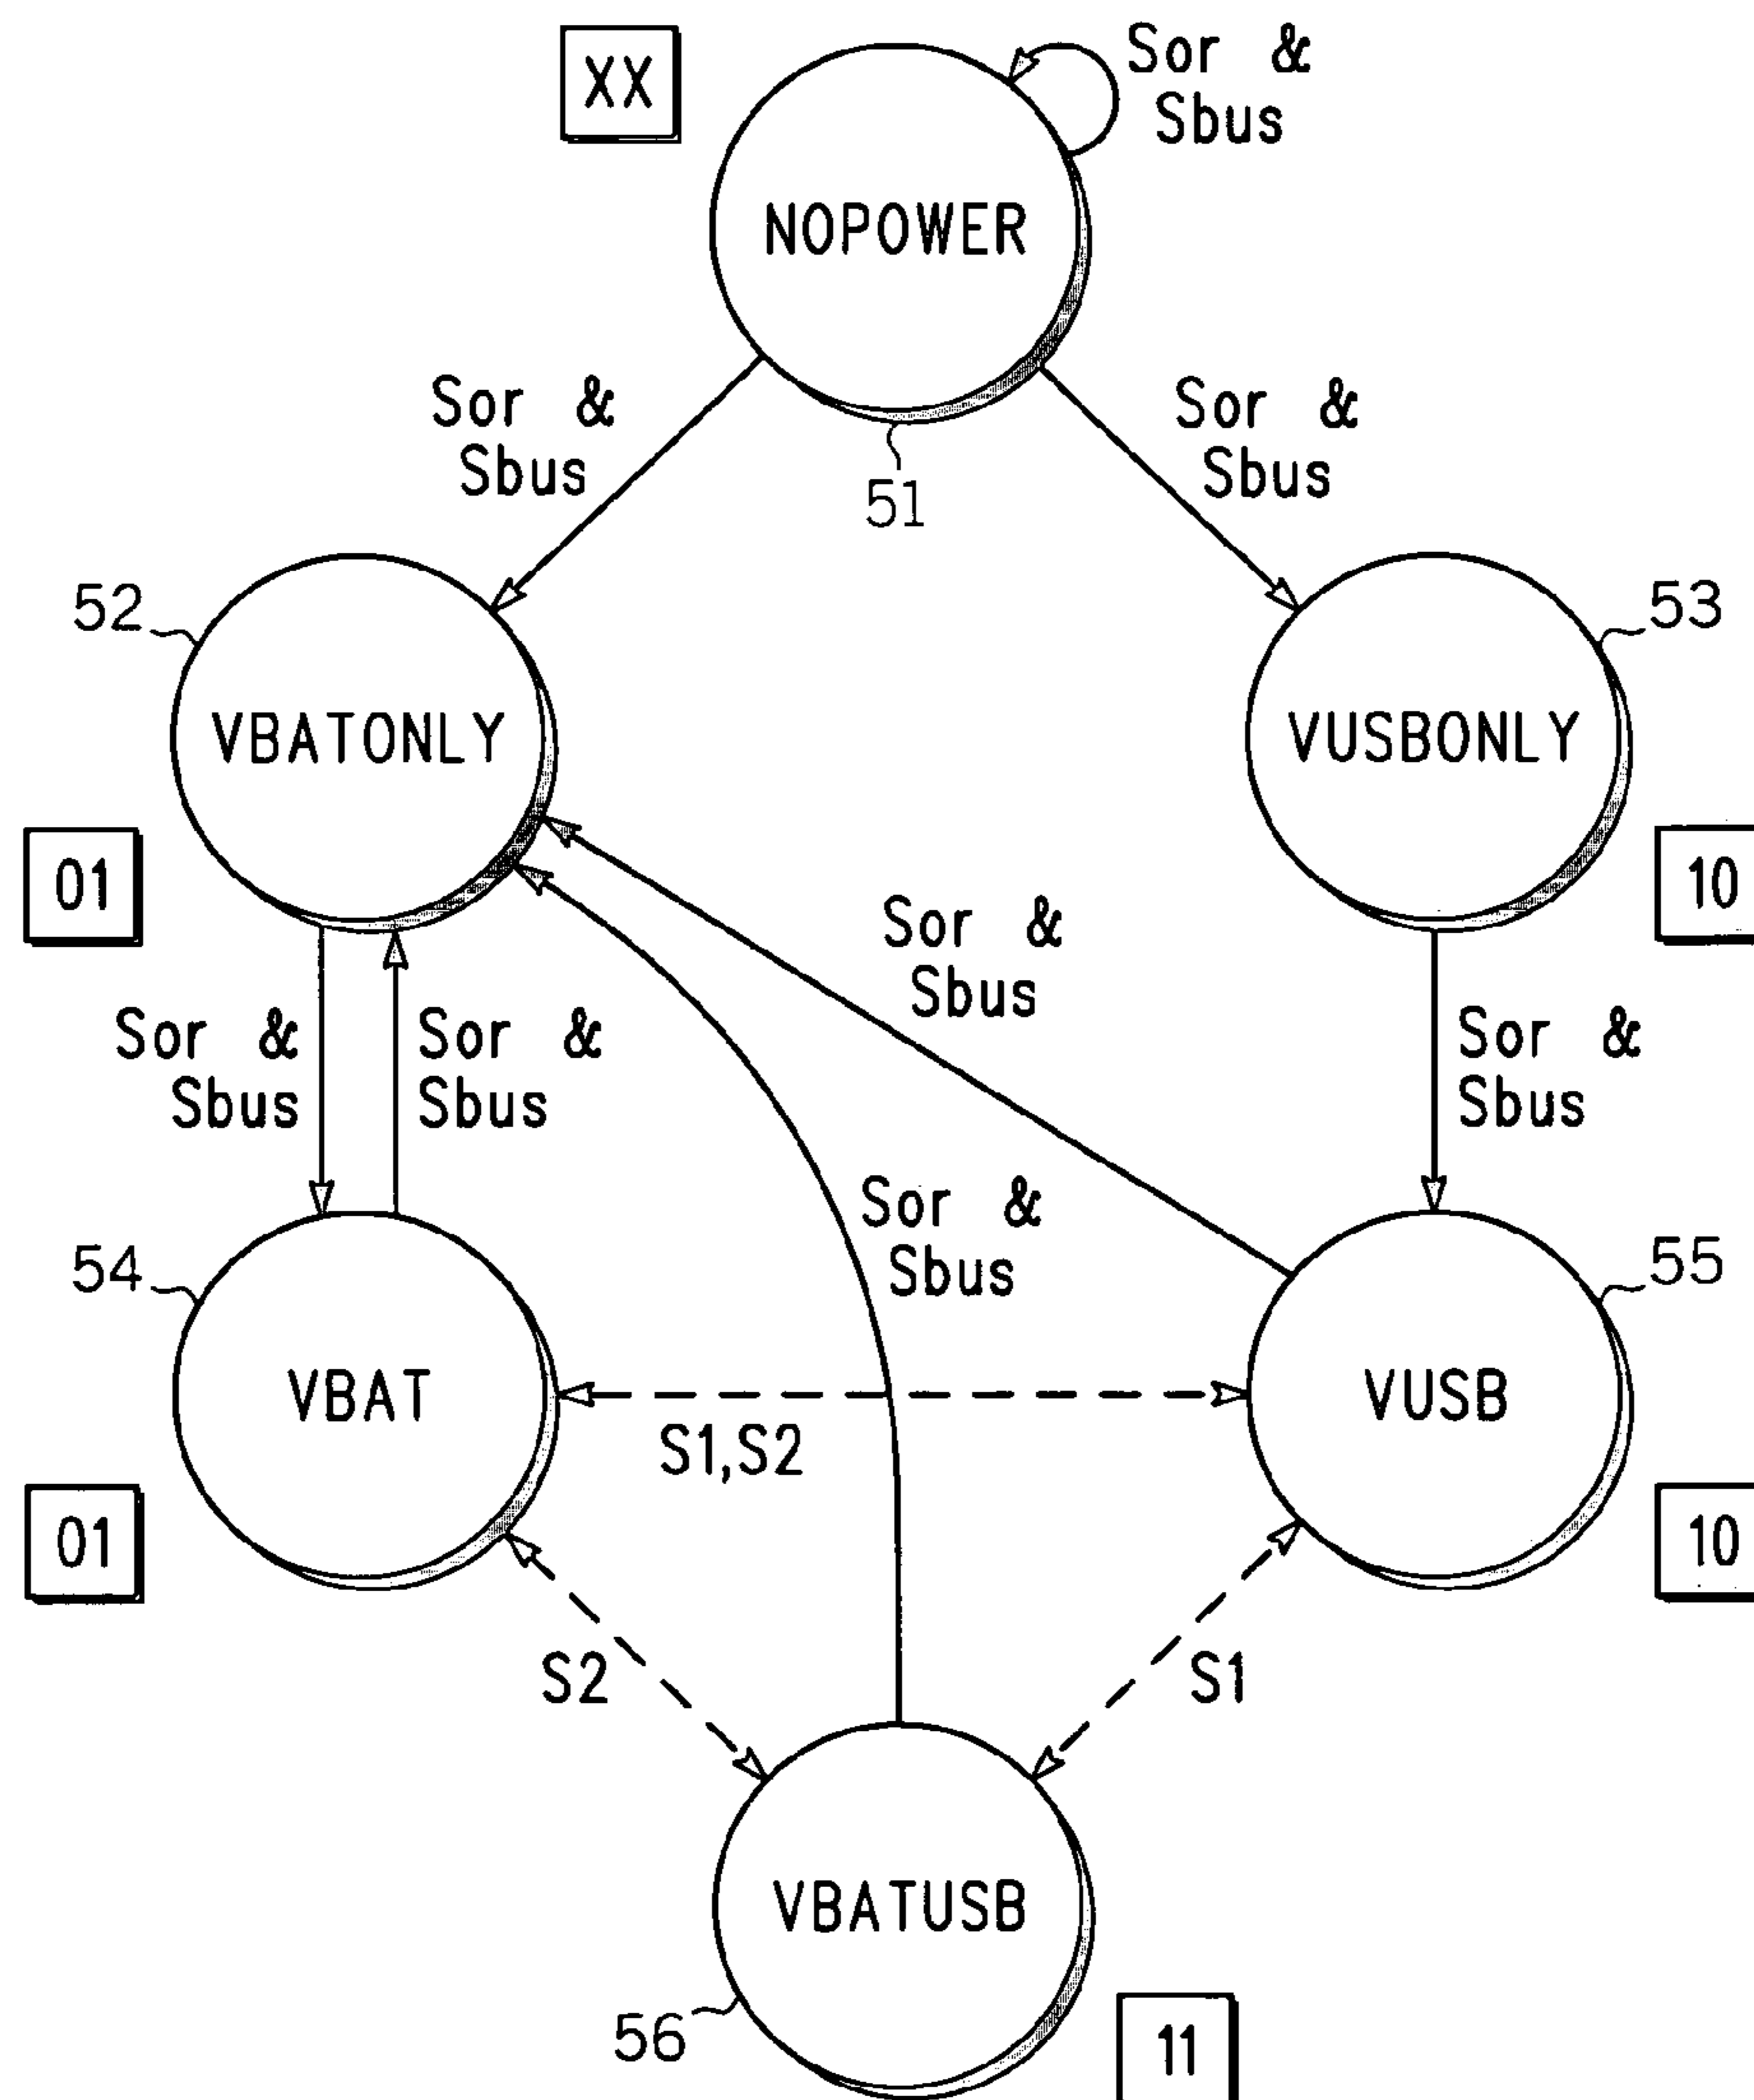 XX
Sor &
Sbus
NOPOWER
Sor &
Sbus
Sor &
Sbus
51
52
53
VBATONLY
VUSBONLY
01
10
Sor &
Sbus
Sor &
Sbus
Sor &
Sbus
Sor &
Sbus
Sor &
Sbus
54
55
VBAT
VUSB
S1,S2
01
10
S2
S1
VBATUSB
56
11